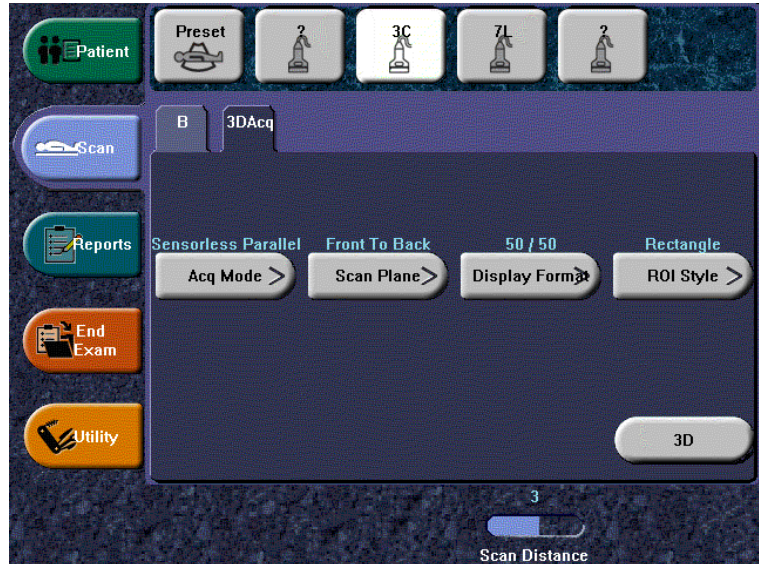 Patient
Preset
?
3C
7L
?
Scan
B
3DAcq
Reports
Sensorless Parallel
Front To Back
50 / 50
Rectangle
Acq Mode >
Scan Plane>
Display Format>
ROI Style >
End
Exam
Utility
3D
3
Scan Distance